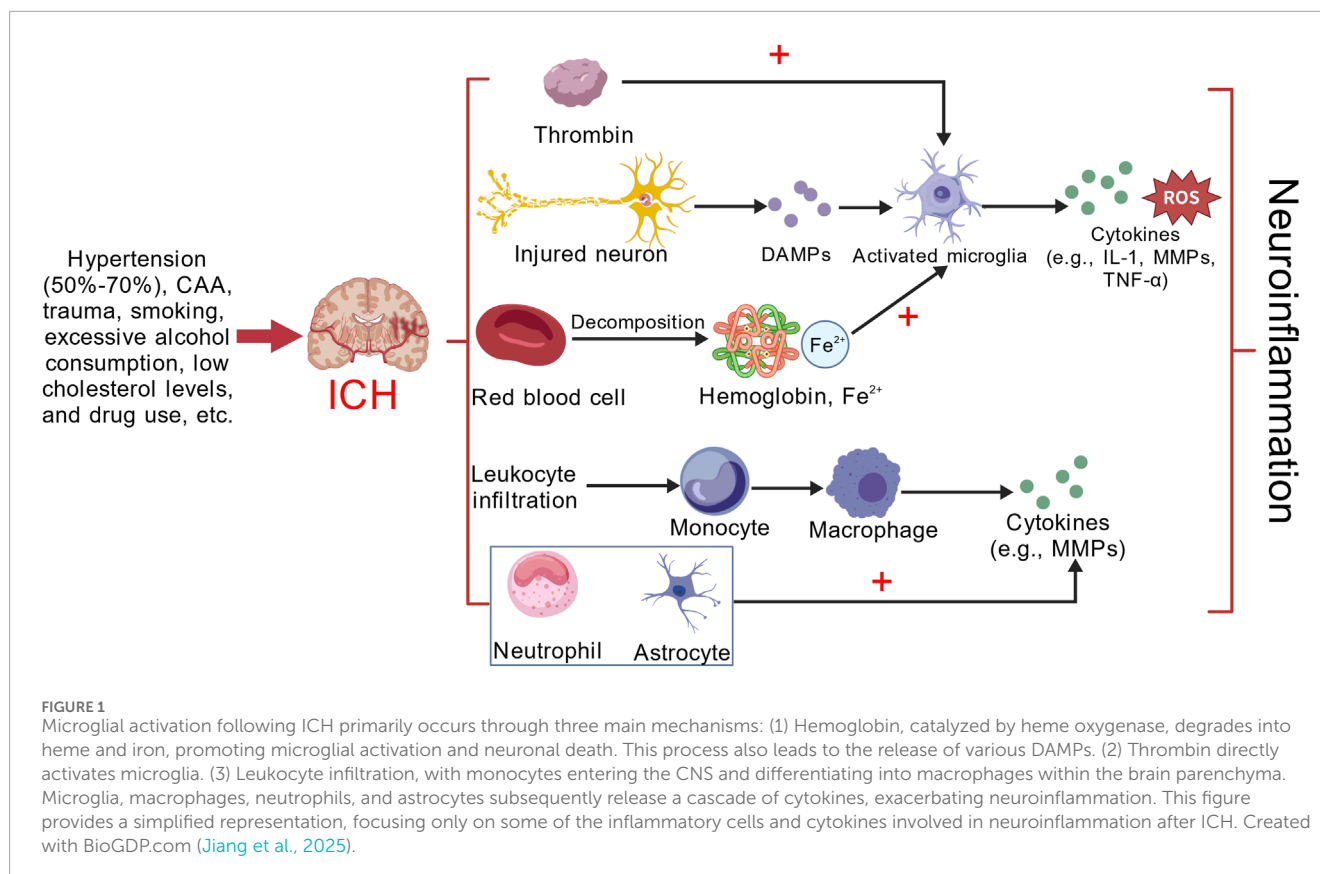 Hypertension
(50%-70%), CAA,
trauma, smoking,
excessive alcohol
consumption, low
cholesterol levels,
and drug use, etc.
ICH
+
Thrombin
Injured neuron
DAMPs
Activated microglia
ROS
Cytokines
(e.g., IL-1, MMPs,
TNF-α)
Red blood cell
Decomposition
Fe²⁺
Hemoglobin, Fe²⁺
+
Leukocyte
infiltration
Monocyte
Macrophage
Cytokines
(e.g., MMPs)
Neutrophil
Astrocyte
+
Neuroinflammation
FIGURE 1
Microglial activation following ICH primarily occurs through three main mechanisms: (1) Hemoglobin, catalyzed by heme oxygenase, degrades into
heme and iron, promoting microglial activation and neuronal death. This process also leads to the release of various DAMPs. (2) Thrombin directly
activates microglia. (3) Leukocyte infiltration, with monocytes entering the CNS and differentiating into macrophages within the brain parenchyma.
Microglia, macrophages, neutrophils, and astrocytes subsequently release a cascade of cytokines, exacerbating neuroinflammation. This figure
provides a simplified representation, focusing only on some of the inflammatory cells and cytokines involved in neuroinflammation after ICH. Created
with BioGDP.com (Jiang et al., 2025).